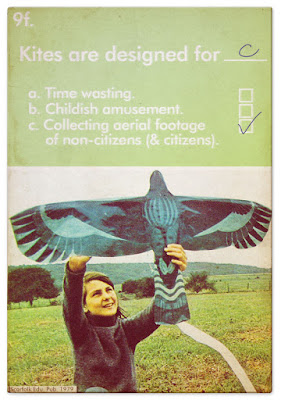 9f.
Kites are designed for c
a. Time wasting.
b. Childish amusement.
c. Collecting aerial footage
of non-citizens (& citizens).